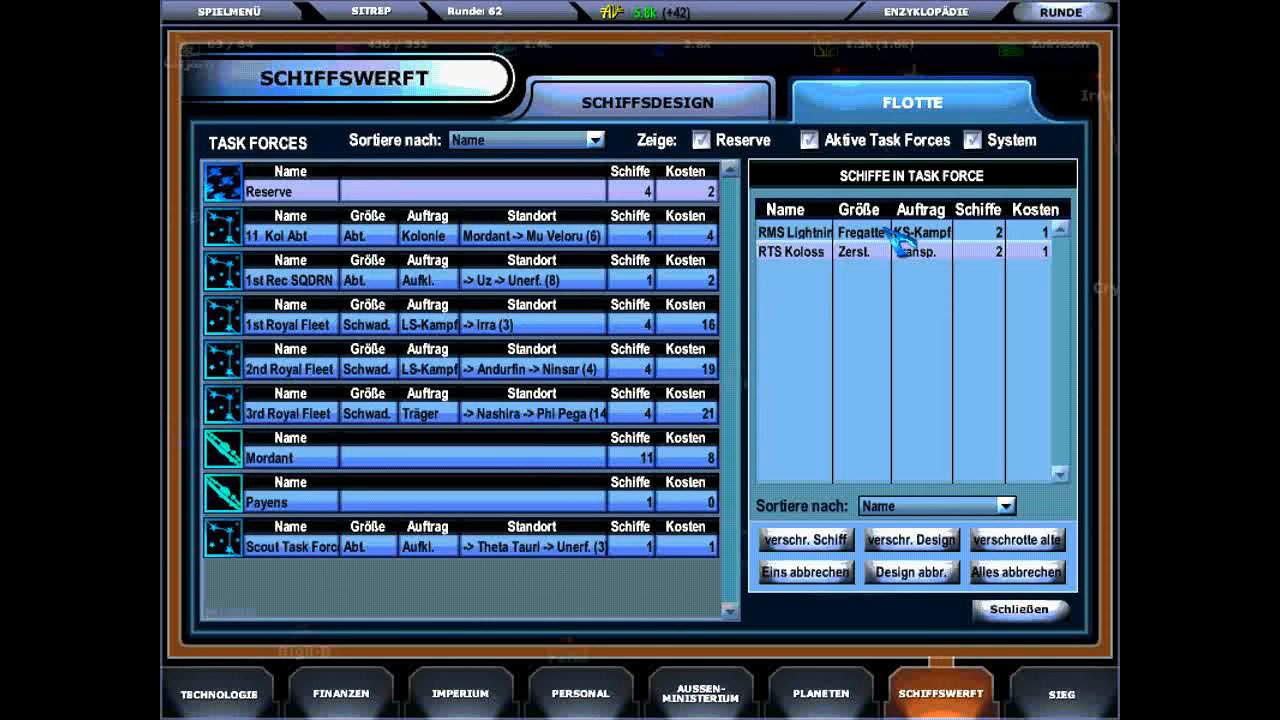 SPIELMENÜ SITREP Runde: 62 AV= 5.8k (+42) ENZYKLOPÄDIE RUNDE
SCHIFFSWERFT
SCHIFFSDESIGN FLOTTE
TASK FORCES Sortiere nach: Name Zeige: Reserve Aktive Task Forces System
Name Schiffe Kosten
Reserve 4 2
Name Größe Auftrag Standort Schiffe Kosten
11 Kol Abt Abt. Kolonie Mordant -> Mu Veloru (6) 1 4
Name Größe Auftrag Standort Schiffe Kosten
1st Rec SQDRN Abt. Aufkl. -> Uz -> Unerf. (8) 1 2
Name Größe Auftrag Standort Schiffe Kosten
1st Royal Fleet Schwad. LS-Kampf -> Irra (3) 4 16
Name Größe Auftrag Standort Schiffe Kosten
2nd Royal Fleet Schwad. LS-Kampf -> Andurfin -> Ninsar (4) 4 19
Name Größe Auftrag Standort Schiffe Kosten
3rd Royal Fleet Schwad. Träger -> Nashira -> Phi Pega (14 4 21
Name Schiffe Kosten
Mordant 11 8
Name Schiffe Kosten
Payens 1 0
Name Größe Auftrag Standort Schiffe Kosten
Scout Task Forc Abt. Aufkl. -> Theta Tauri -> Unerf. (3) 1 1
SCHIFFE IN TASK FORCE
Name Größe Auftrag Schiffe Kosten
RMS Lightnin Fregatte KS-Kampf 2 1
RTS Koloss Zerst. 2 1
Sortiere nach: Name
verschr. Schiff verschr. Design verschrotte alte
Eins abbrechen Design abbr. Alles abbrechen
Schließen
TECHNOLOGIE FINANZEN IMPERIUM PERSONAL AUSSEN-
MINISTERIUM PLANETEN SCHIFFSWERFT SIEG